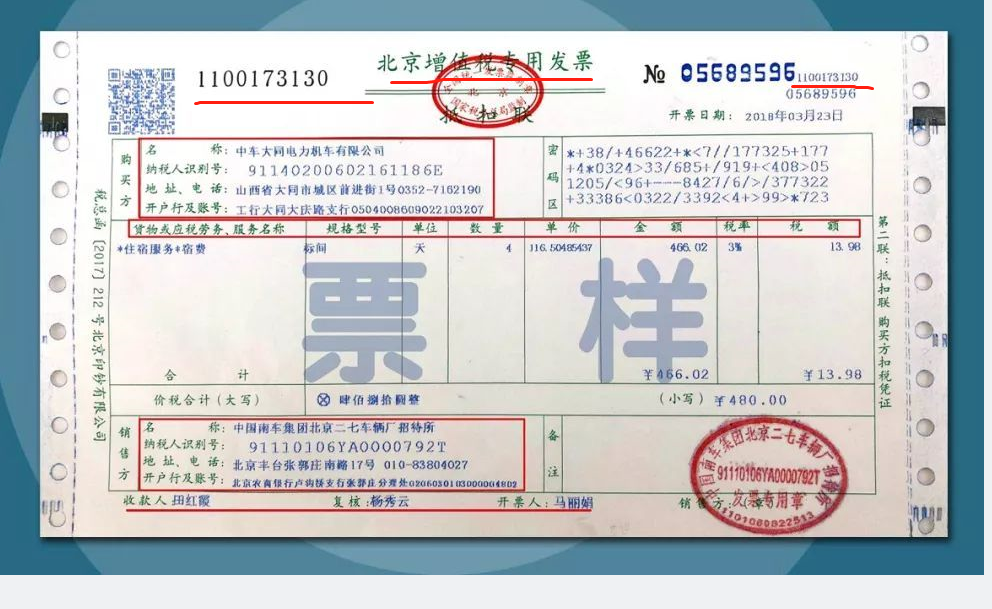 北京增值税专用发票
1100173130
№ 05689596
1100173130
05689596
抵扣联
开票日期: 2018年03月23日
税总函〔2017〕212号北京印钞有限公司
购买方
名 称: 中车大同电力机车有限公司
纳税人识别号: 91140200602161186E
地 址、电 话: 山西省大同市城区前进街1号0352-7162190
开户行及账号: 工行大同大庆路支行0504008609022103207
密码区
*+38/+46622+*<7//177325+177
+4*0324>33/685+/919+<408>05
1205/<96+---8427/6/>/377322
+33386<0322/3392<4+>99>*723
货物或应税劳务、服务名称 规格型号 单位 数 量 单 价 金 额 税率 税 额
*住宿服务*宿费 标间 天 4 116.50485437 466.02 3% 13.98
票样
合 计 ￥466.02 ￥13.98
价税合计(大写) ⊗ 肆佰捌拾圆整 (小写) ￥480.00
销售方
名 称: 中国南车集团北京二七车辆厂招待所
纳税人识别号: 91110106YA0000792T
地 址、电 话: 北京丰台张郭庄南路17号 010-83804027
开户行及账号: 北京农商银行卢沟桥支行张郭庄分理处0206030103000004802
备注
收款人 田红霞 复核:杨秀云 开票人:马丽娟 销售方:(章)
中国南车集团北京二七车辆厂招待所
91110106YA0000792T
发票专用章
1101060822513
第二联:抵扣联 购买方扣税凭证